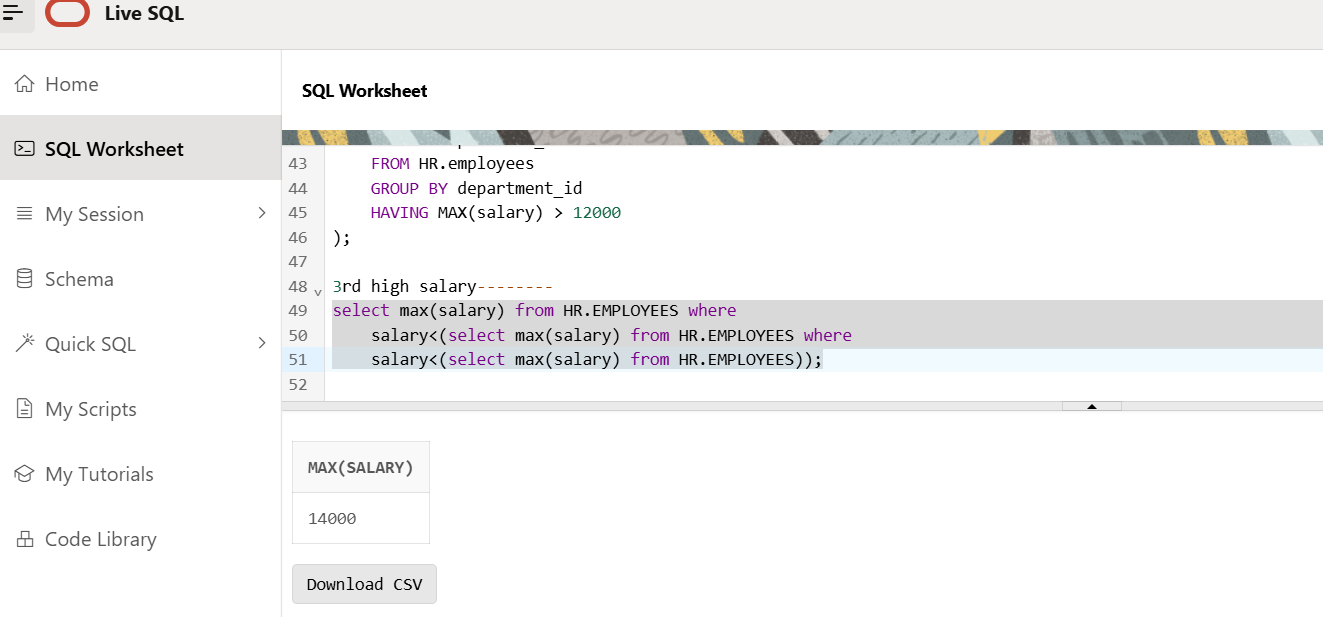 Live SQL
Home
SQL Worksheet
My Session
Schema
Quick SQL
My Scripts
My Tutorials
Code Library
SQL Worksheet
43 FROM HR.employees
44 GROUP BY department_id
45 HAVING MAX(salary) > 12000
46 );
47
48 3rd high salary--------
49 select max(salary) from HR.EMPLOYEES where
50 salary<(select max(salary) from HR.EMPLOYEES where
51 salary<(select max(salary) from HR.EMPLOYEES));
52
MAX(SALARY)
14000
Download CSV